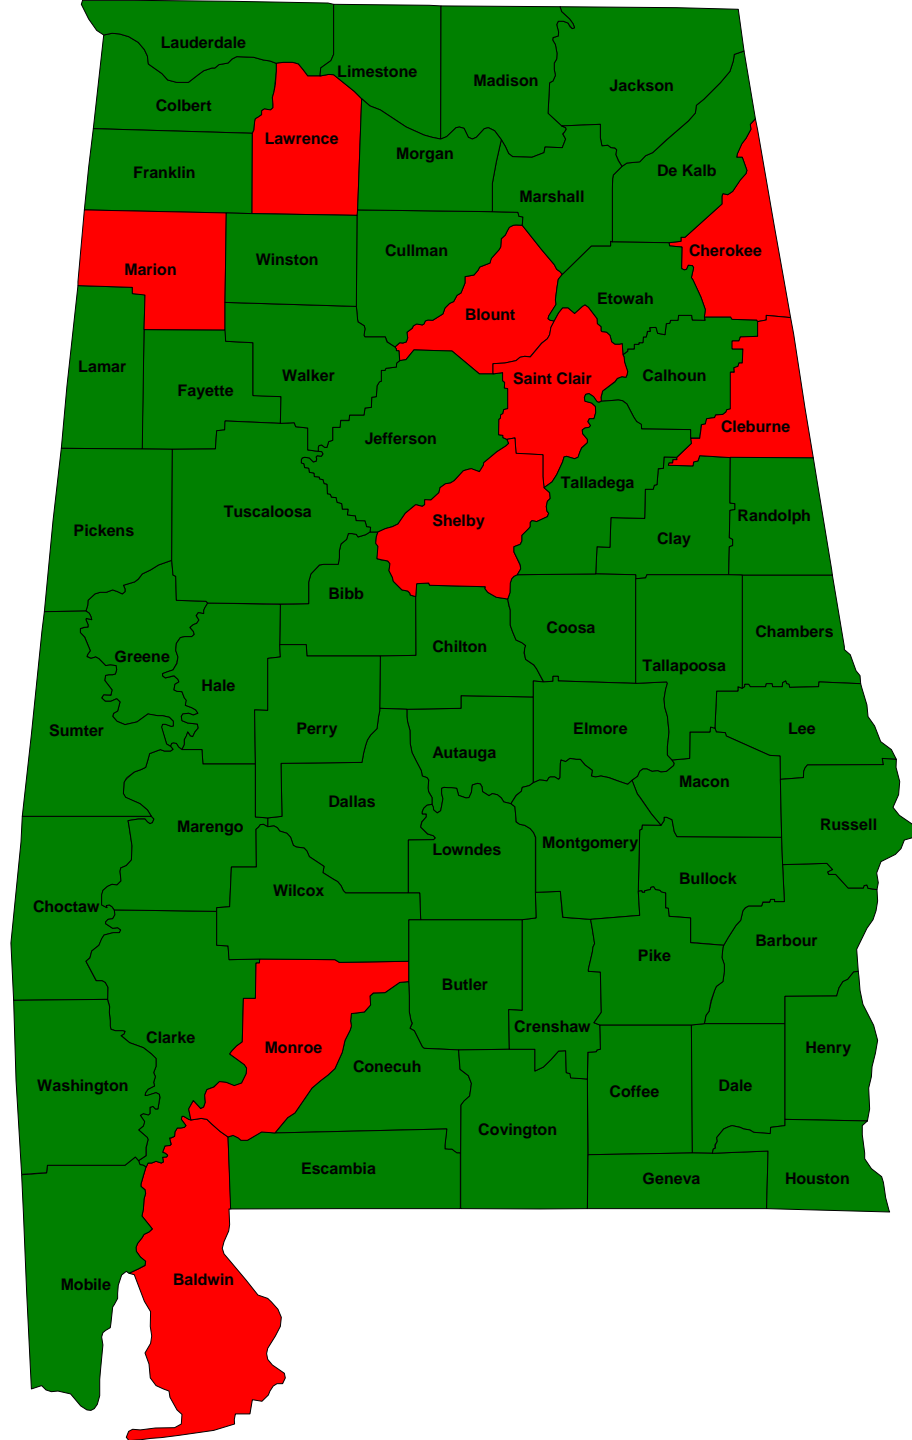 Lauderdale
Limestone
Madison
Jackson
Colbert
Lawrence
Morgan
Franklin
De Kalb
Marshall
Cullman
Cherokee
Winston
Marion
Etowah
Blount
Lamar
Walker
Saint Clair
Calhoun
Fayette
Cleburne
Jefferson
Talladega
Tuscaloosa
Randolph
Shelby
Pickens
Clay
Bibb
Coosa
Chambers
Chilton
Greene
Tallapoosa
Hale
Sumter
Perry
Elmore
Lee
Autauga
Macon
Dallas
Marengo
Russell
Montgomery
Lowndes
Bullock
Wilcox
Choctaw
Barbour
Pike
Butler
Crenshaw
Clarke
Monroe
Henry
Conecuh
Washington
Coffee
Dale
Covington
Escambia
Geneva
Houston
Baldwin
Mobile